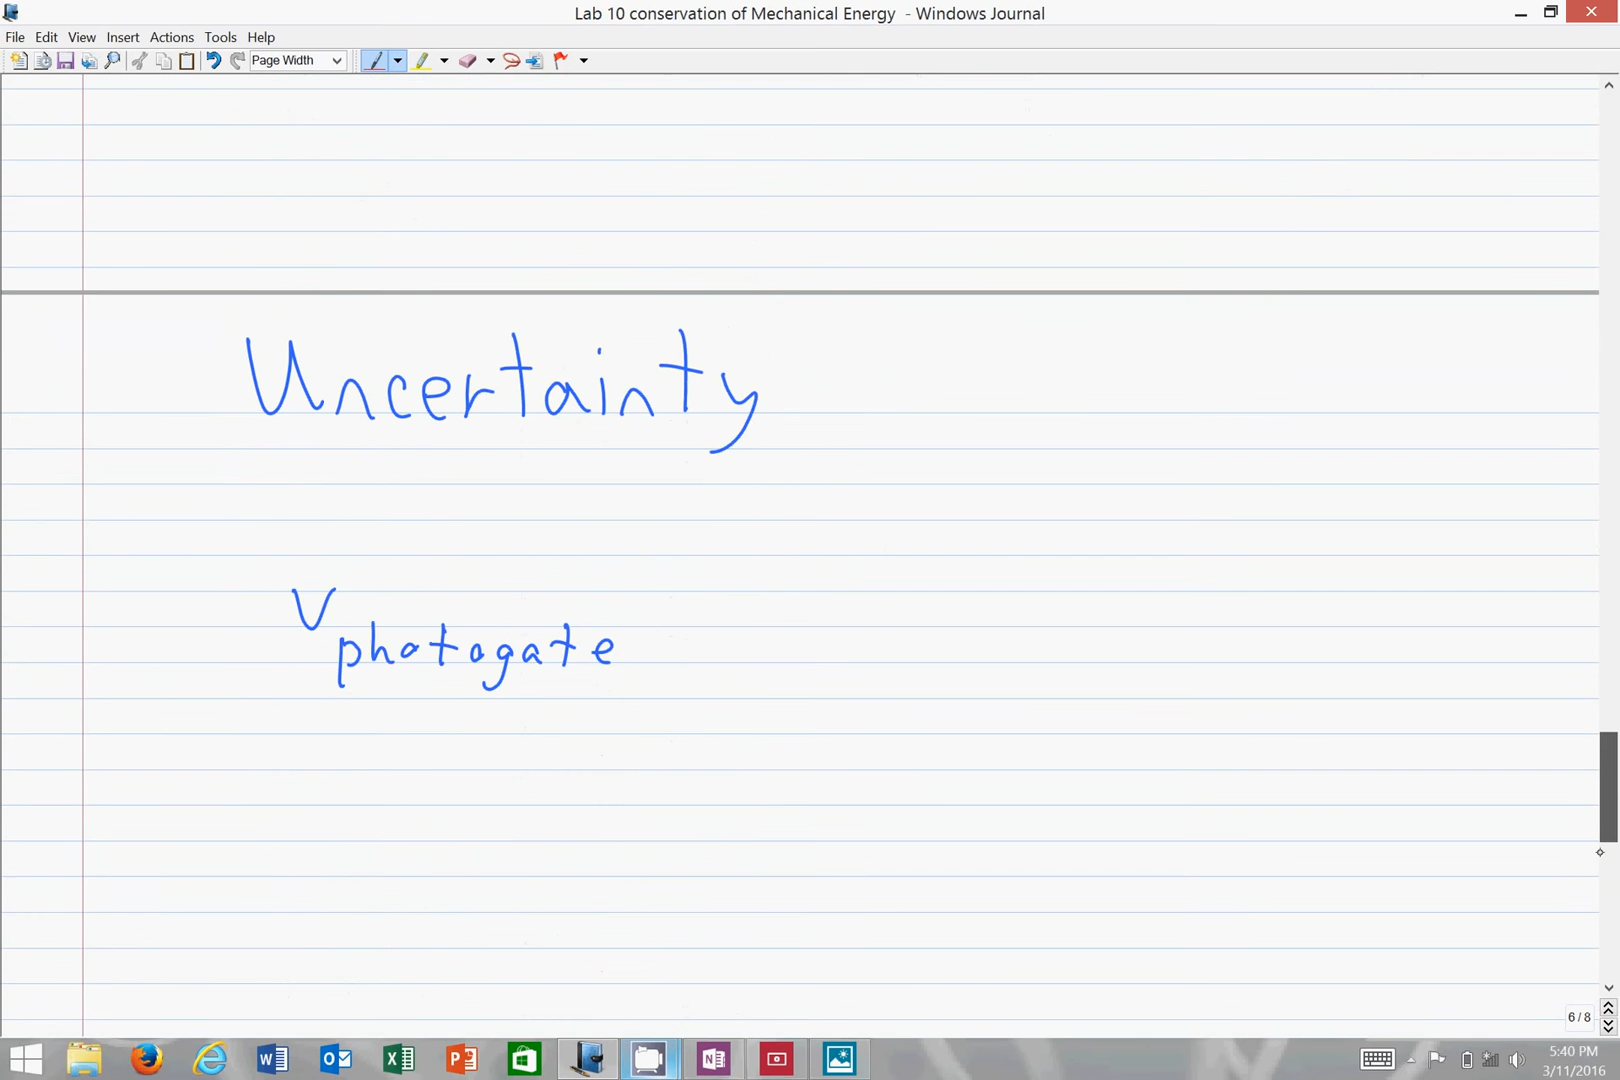 Lab 10 conservation of Mechanical Energy - Windows Journal
File Edit View Insert Actions Tools Help
Page Width
Uncertainty
V photogate
6 / 8
5:40 PM
3/11/2016